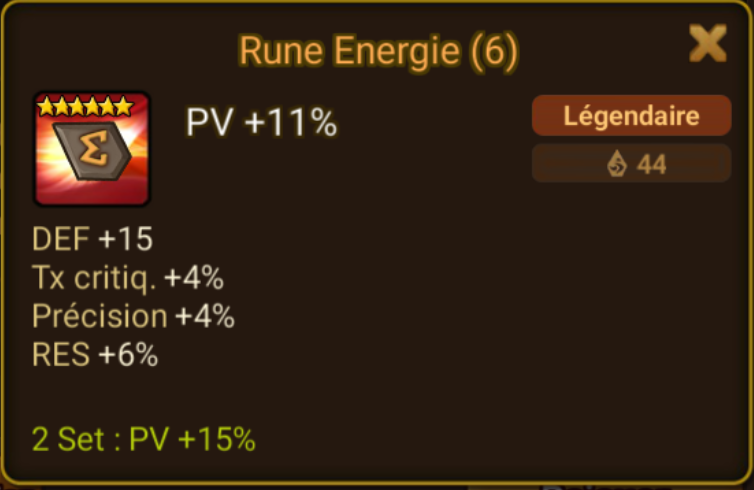 Rune Energie (6)
PV +11%
Légendaire
44
DEF +15
Tx critiq. +4%
Précision +4%
RES +6%
2 Set : PV +15%